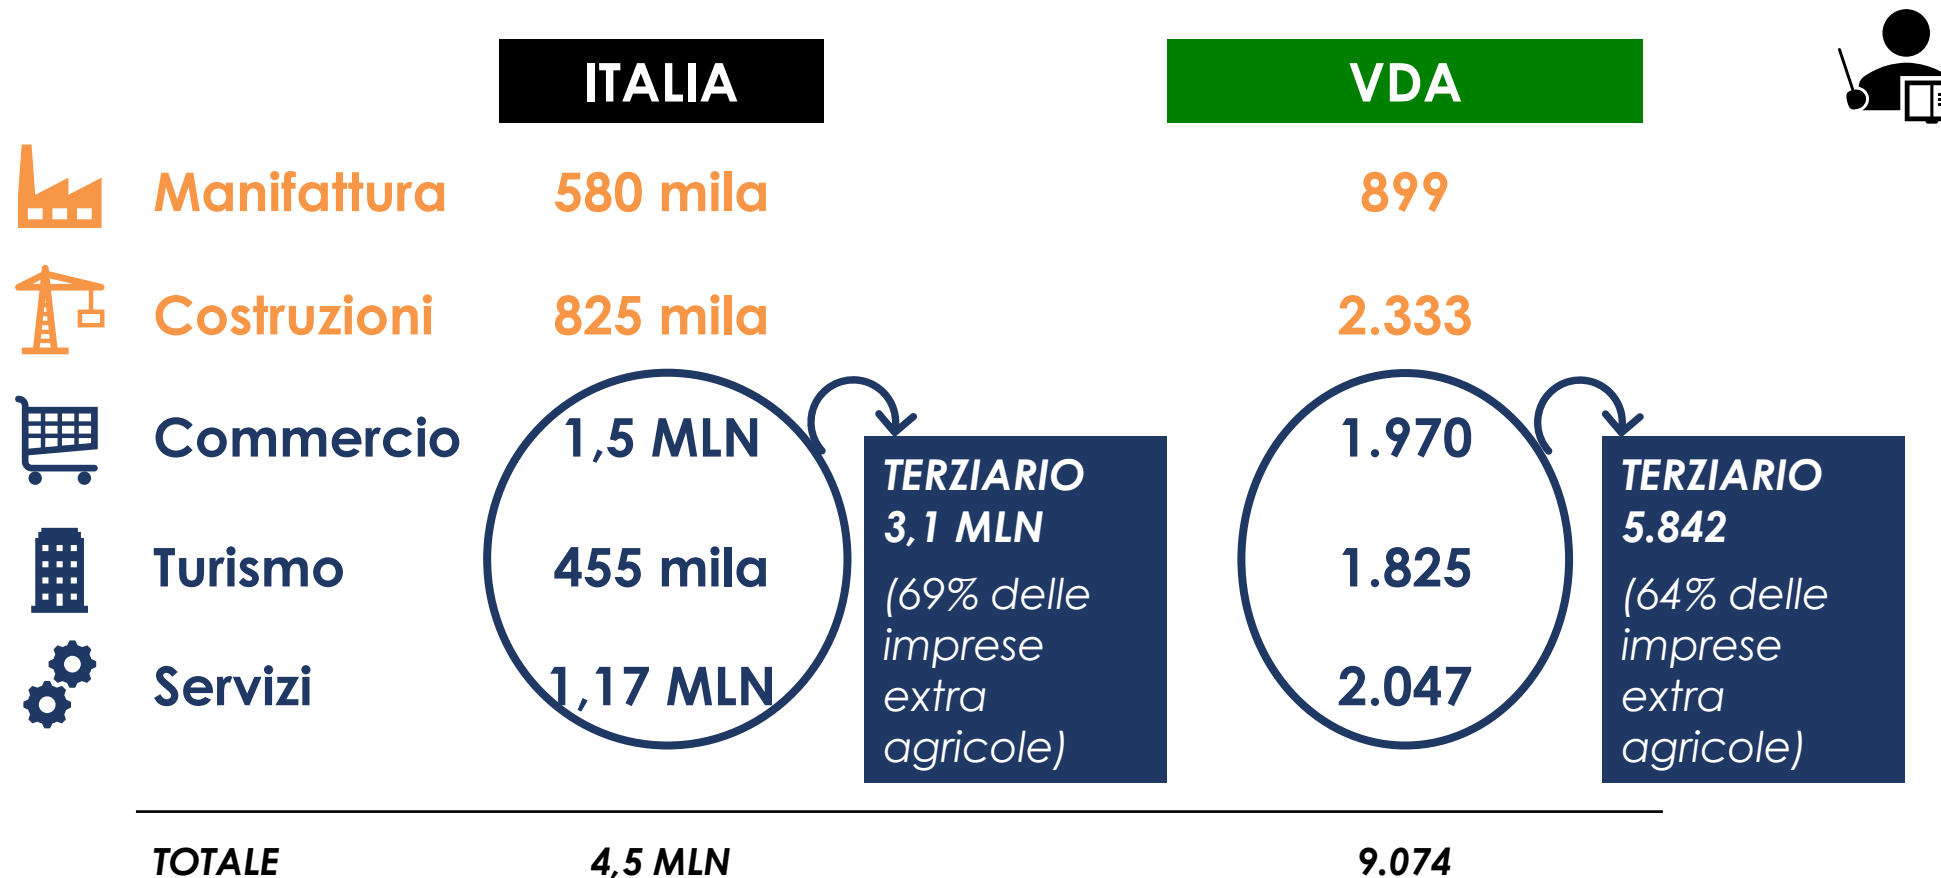 ITALIA VDA
Manifattura 580 mila 899
Costruzioni 825 mila 2.333
Commercio 1,5 MLN 1.970
Turismo 455 mila 1.825
Servizi 1,17 MLN 2.047
TERZIARIO
3,1 MLN
(69% delle
imprese
extra
agricole)
TERZIARIO
5.842
(64% delle
imprese
extra
agricole)
TOTALE 4,5 MLN 9.074